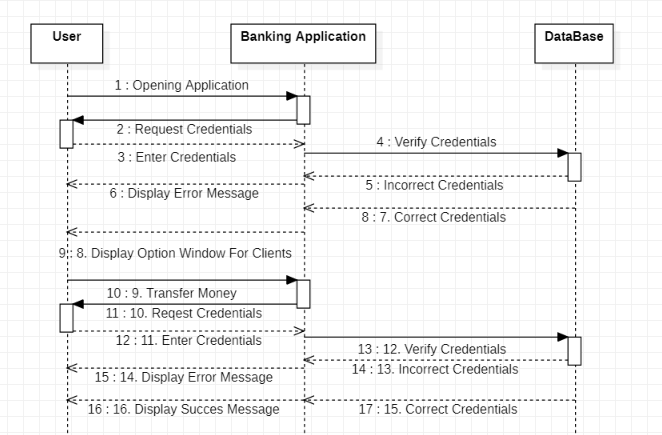 User
Banking Application
DataBase
1 : Opening Application
2 : Request Credentials
3 : Enter Credentials
4 : Verify Credentials
5 : Incorrect Credentials
6 : Display Error Message
8 : 7. Correct Credentials
9 : 8. Display Option Window For Clients
10 : 9. Transfer Money
11 : 10. Reqest Credentials
12 : 11. Enter Credentials
13 : 12. Verify Credentials
14 : 13. Incorrect Credentials
15 : 14. Display Error Message
16 : 16. Display Succes Message
17 : 15. Correct Credentials